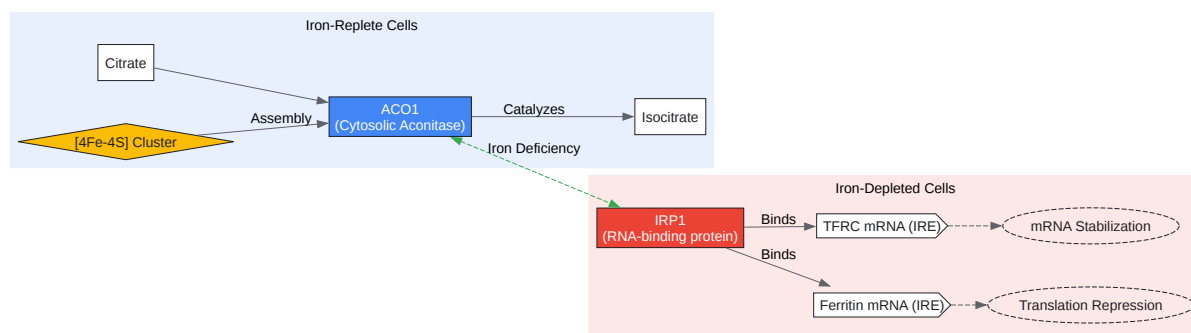 Iron-Replete Cells
Citrate
Assembly
[4Fe-4S] Cluster
ACO1
(Cytosolic Aconitase)
Catalyzes
Isocitrate
Iron Deficiency
Iron-Depleted Cells
IRP1
(RNA-binding protein)
Binds
TFRC mRNA (IRE)
mRNA Stabilization
Binds
Ferritin mRNA (IRE)
Translation Repression